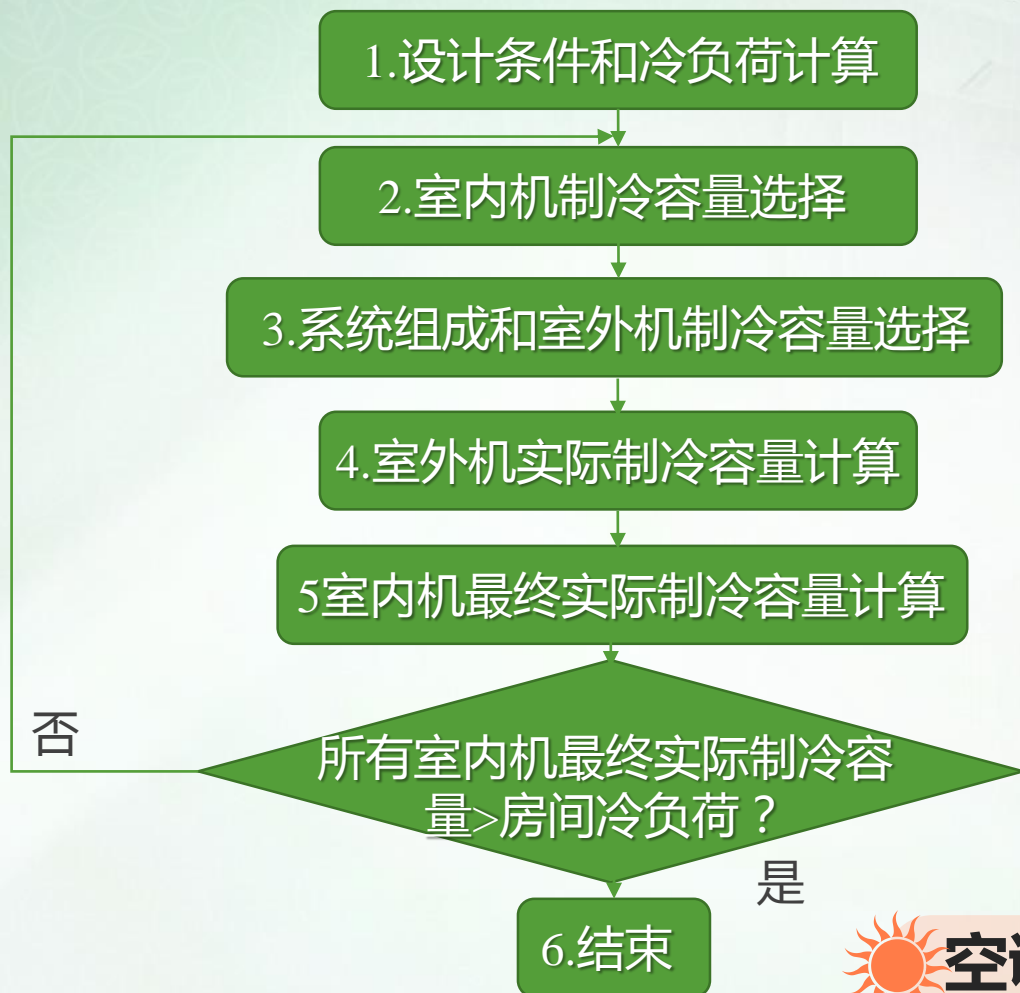 1.设计条件和冷负荷计算
2.室内机制冷容量选择
3.系统组成和室外机制冷容量选择
4.室外机实际制冷容量计算
5室内机最终实际制冷容量计算
否
所有室内机最终实际制冷容
量>房间冷负荷？
是
6.结束
空